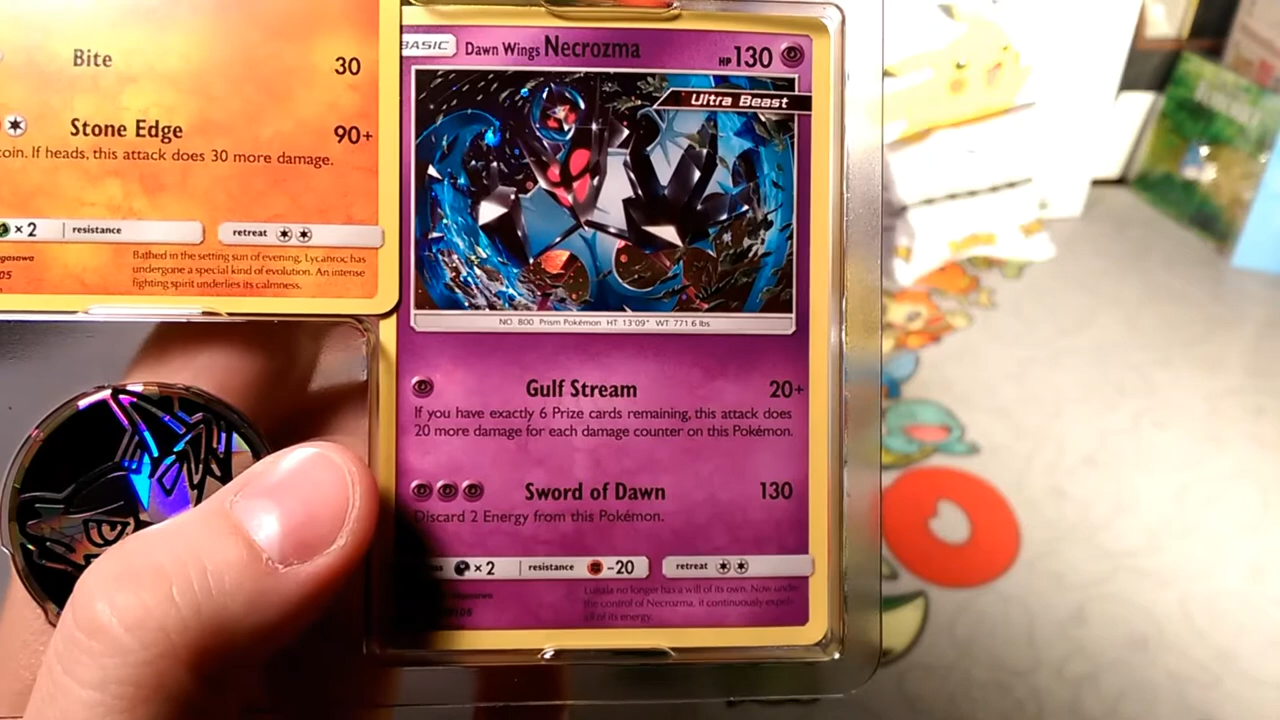 Bite 30
Stone Edge 90+
coin. If heads, this attack does 30 more damage.
× 2 resistance
retreat
Bathed in the setting sun of evening, Lycanroc has
undergone a special kind of evolution. An intense
fighting spirit underlies its calmness.
BASIC Dawn Wings Necrozma HP 130
Ultra Beast
NO. 800 Prism Pokémon HT: 13'09" WT: 771.6 lbs
Gulf Stream 20+
If you have exactly 6 Prize cards remaining, this attack does
20 more damage for each damage counter on this Pokémon.
Sword of Dawn 130
Discard 2 Energy from this Pokémon.
× 2 resistance -20 retreat
Lunala no longer has a will of its own. Now under
the control of Necrozma, it continuously expels
all of its energy.